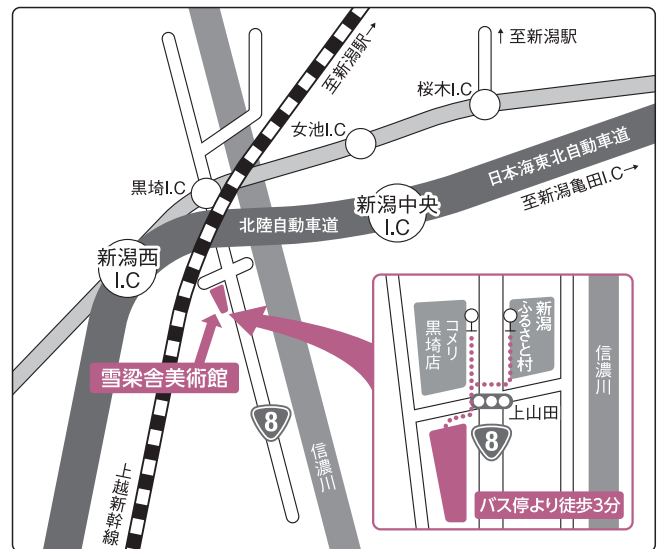 ↑至新潟駅
至新潟駅→
桜木I.C
女池I.C
黒埼I.C
日本海東北自動車道
至新潟亀田I.C→
新潟中央
I.C
北陸自動車道
新潟西
I.C
雪梁舎美術館
8
信濃川
上越新幹線
コメリ
黒埼店
新潟
ふるさと村
信濃川
上山田
8
バス停より徒歩3分